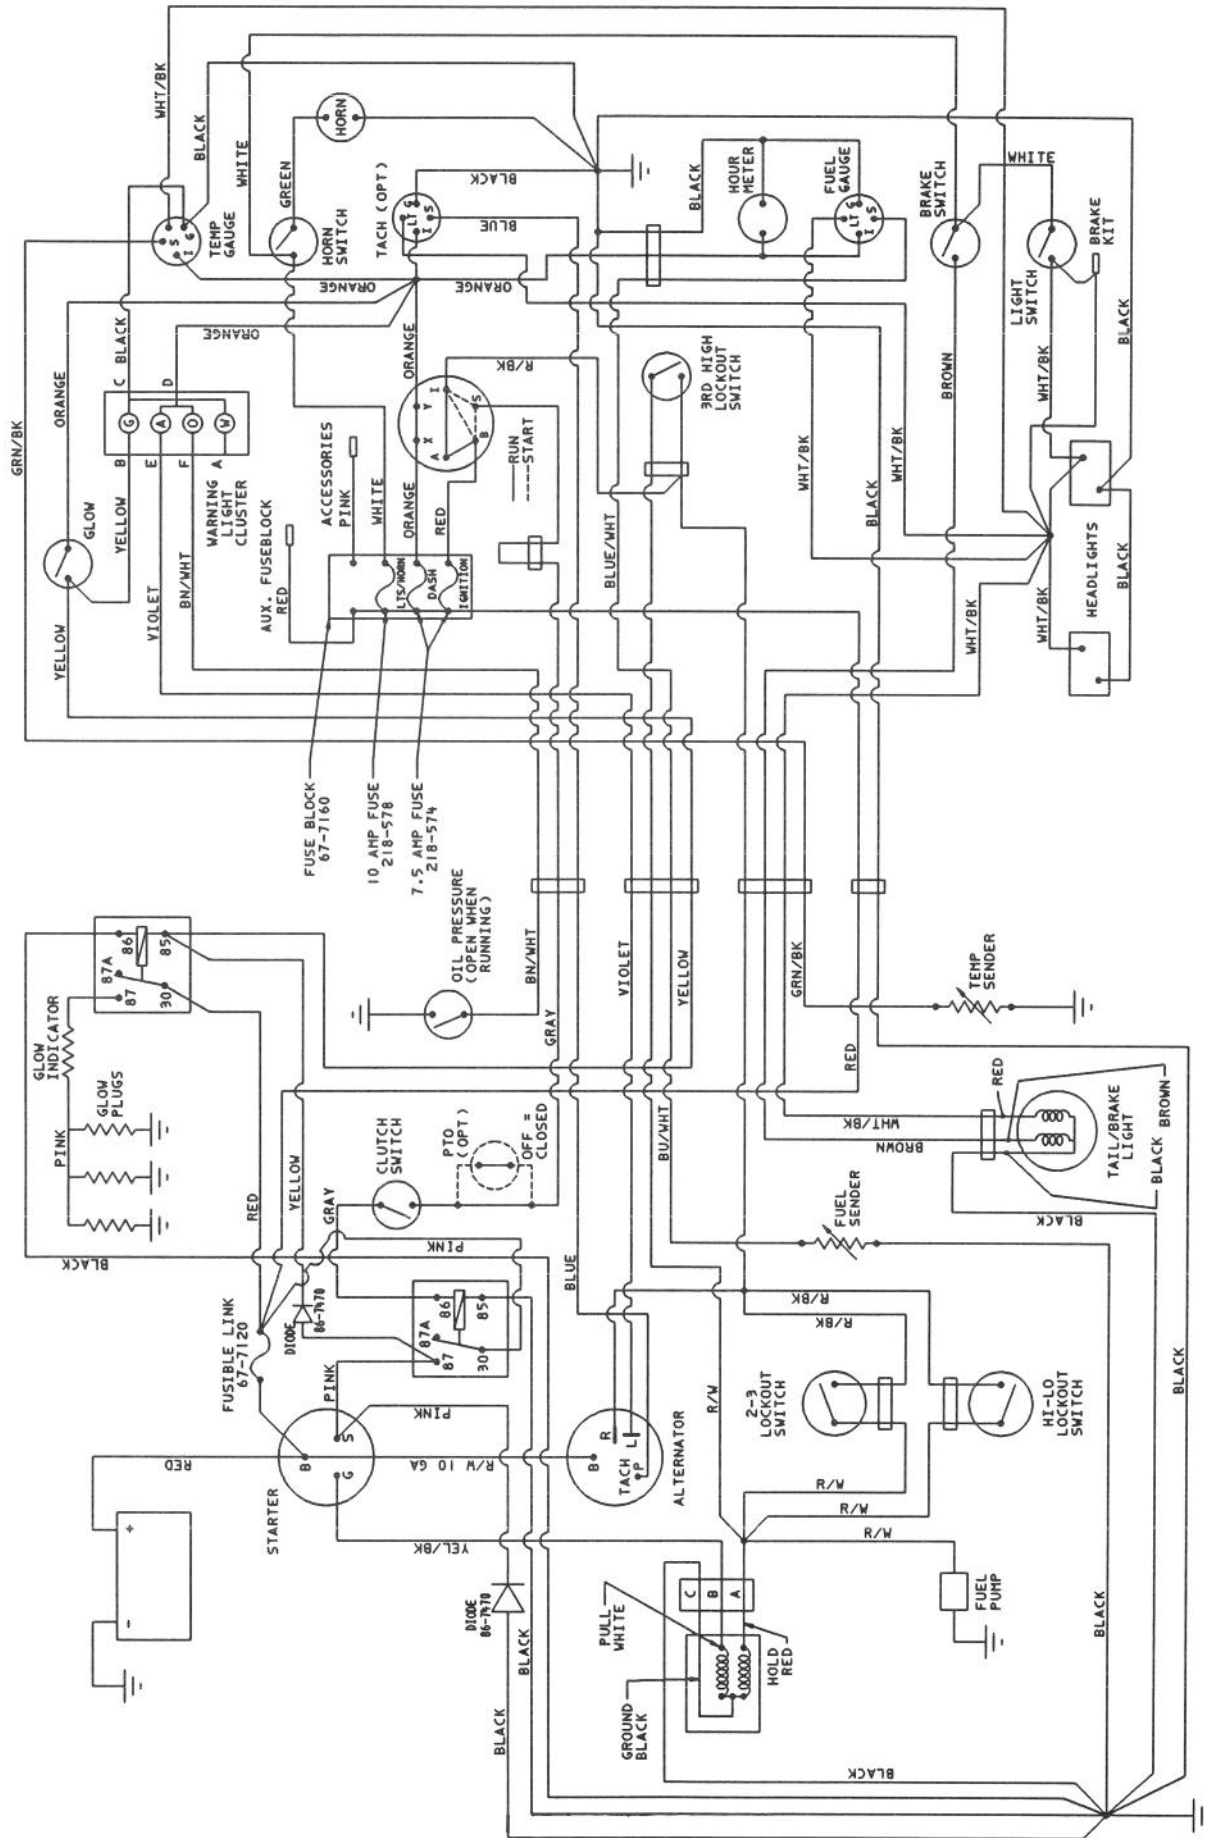 WHT/BK
BLACK
WHITE
GREEN
HORN
S
I
G
TEMP
GAUGE
HORN
SWITCH
TACH (OPT)
G
LT
S
I
BLACK
BLUE
BLACK
HOUR
METER
FUEL
GAUGE
G
LT
S
I
BRAKE
SWITCH
WHITE
LIGHT
SWITCH
BRAKE
KIT
ORANGE
ORANGE
ORANGE
ORANGE
R/BK
GRN/BK
ORANGE
BLACK
C
D
G
A
O
W
B
E
F
A
WARNING
LIGHT
CLUSTER
GLOW
YELLOW
VIOLET
BN/WHT
YELLOW
AUX. FUSEBLOCK
RED
ACCESSORIES
PINK
WHITE
ORANGE
RED
Y
X
I
S
A
B
RUN
START
3RD HIGH
LOCKOUT
SWITCH
LTS/HORN
DASH
IGNITION
BLUE/WHT
WHT/BK
WHT/BK
BLACK
BROWN
WHT/BK
BLACK
WHT/BK
WHT/BK
HEADLIGHTS
BLACK
FUSE BLOCK
67-7160
10 AMP FUSE
218-578
7.5 AMP FUSE
218-574
OIL PRESSURE
(OPEN WHEN
RUNNING)
BN/WHT
GRAY
VIOLET
YELLOW
GRN/BK
RED
TEMP
SENDER
87A
86
87
85
30
GLOW
INDICATOR
GLOW
PLUGS
PINK
RED
YELLOW
BLACK
GRAY
CLUTCH
SWITCH
PTO
(OPT)
OFF =
CLOSED
PINK
BLUE
BU/WHT
FUEL
SENDER
WHT/BK
BROWN
RED
TAIL/BRAKE
LIGHT
BLACK
BROWN
BLACK
FUSIBLE LINK
67-7120
DIODE
86-7470
87A
86
87
85
30
PINK
PINK
B
S
G
STARTER
RED
R/W 10 GA
B
R
L
TACH
P
ALTERNATOR
R/W
R/BK
R/BK
2-3
LOCKOUT
SWITCH
HI-LO
LOCKOUT
SWITCH
R/W
R/W
R/W
BLACK
+
-
YEL/BK
DIODE
86-7470
BLACK
BLACK
PULL
WHITE
C
B
A
HOLD
RED
GROUND
BLACK
FUEL
PUMP
BLACK
BLACK